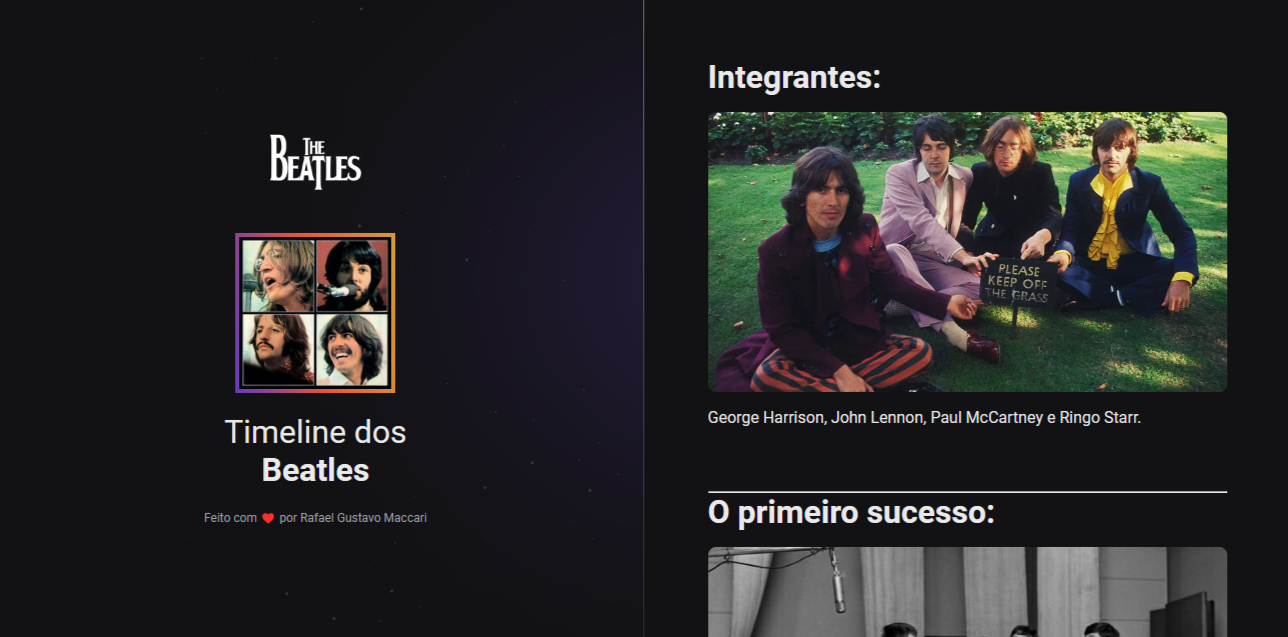 THE
BEATLES
Timeline dos
Beatles
Feito com ❤ por Rafael Gustavo Maccari
Integrantes:
PLEASE
KEEP OFF
THE GRASS
George Harrison, John Lennon, Paul McCartney e Ringo Starr.
O primeiro sucesso: